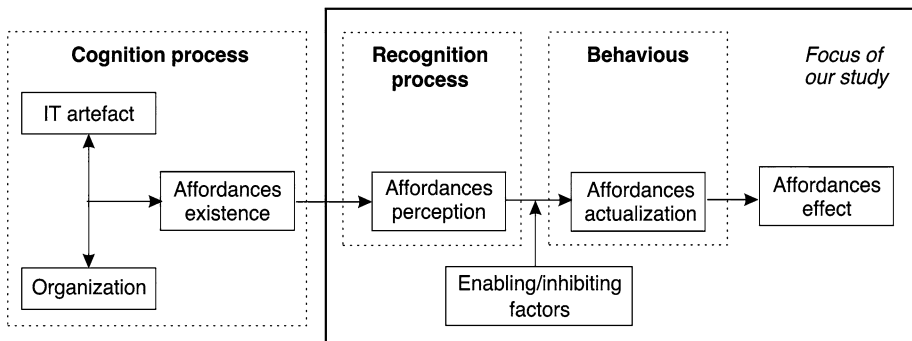 Cognition process
IT artefact
Affordances
existence
Organization
Recognition
process
Affordances
perception
Enabling/inhibiting
factors
Behavious
Affordances
actualization
Focus of
our study
Affordances
effect